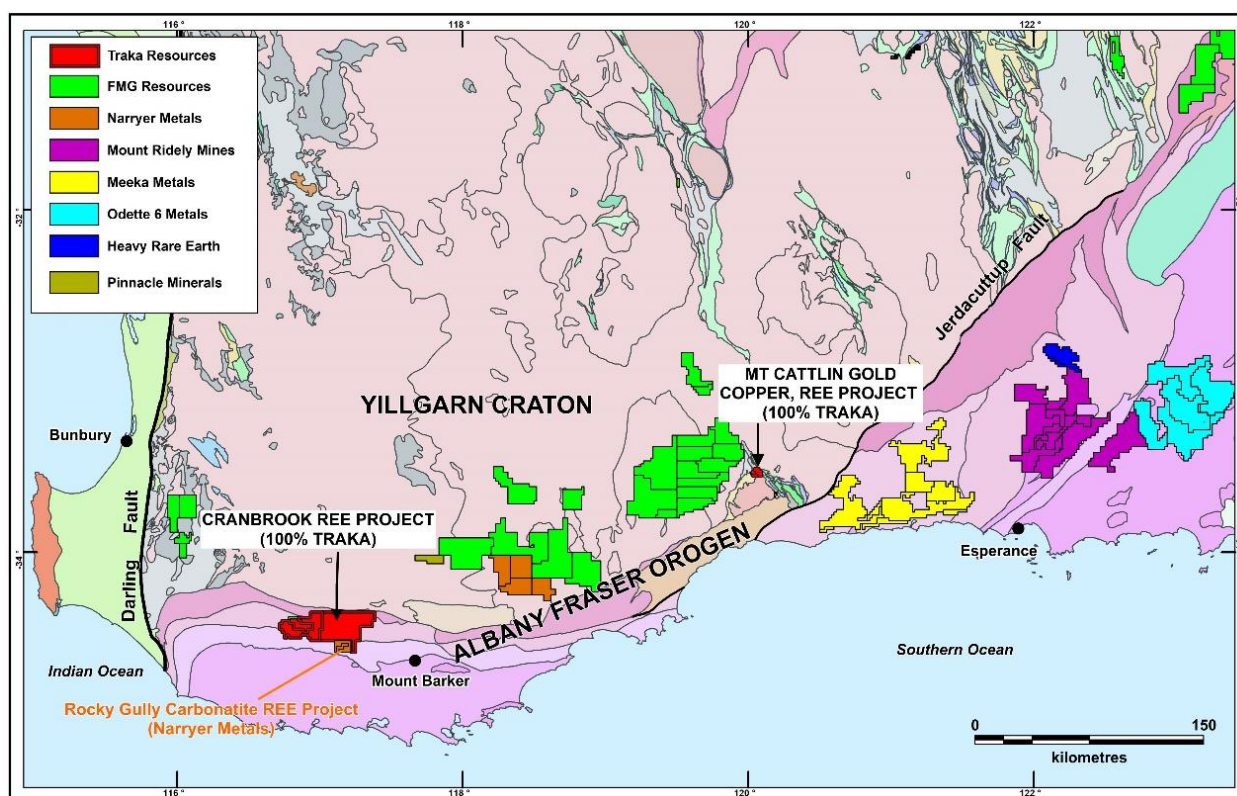 116°
118°
120°
122°
Traka Resources
FMG Resources
Narryer Metals
Mount Ridely Mines
Meeka Metals
Odette 6 Metals
Heavy Rare Earth
Pinnacle Minerals
-32°
Jerdacuttup Fault
MT CATTLIN GOLD
COPPER, REE PROJECT
(100% TRAKA)
YILLGARN CRATON
Bunbury
CRANBROOK REE PROJECT
(100% TRAKA)
Darling Fault
Esperance
-34°
ALBANY FRASER OROGEN
Indian Ocean
Mount Barker
Southern Ocean
Rocky Gully Carbonatite REE Project
(Narryer Metals)
0 150
kilometres
116°
118°
120°
122°